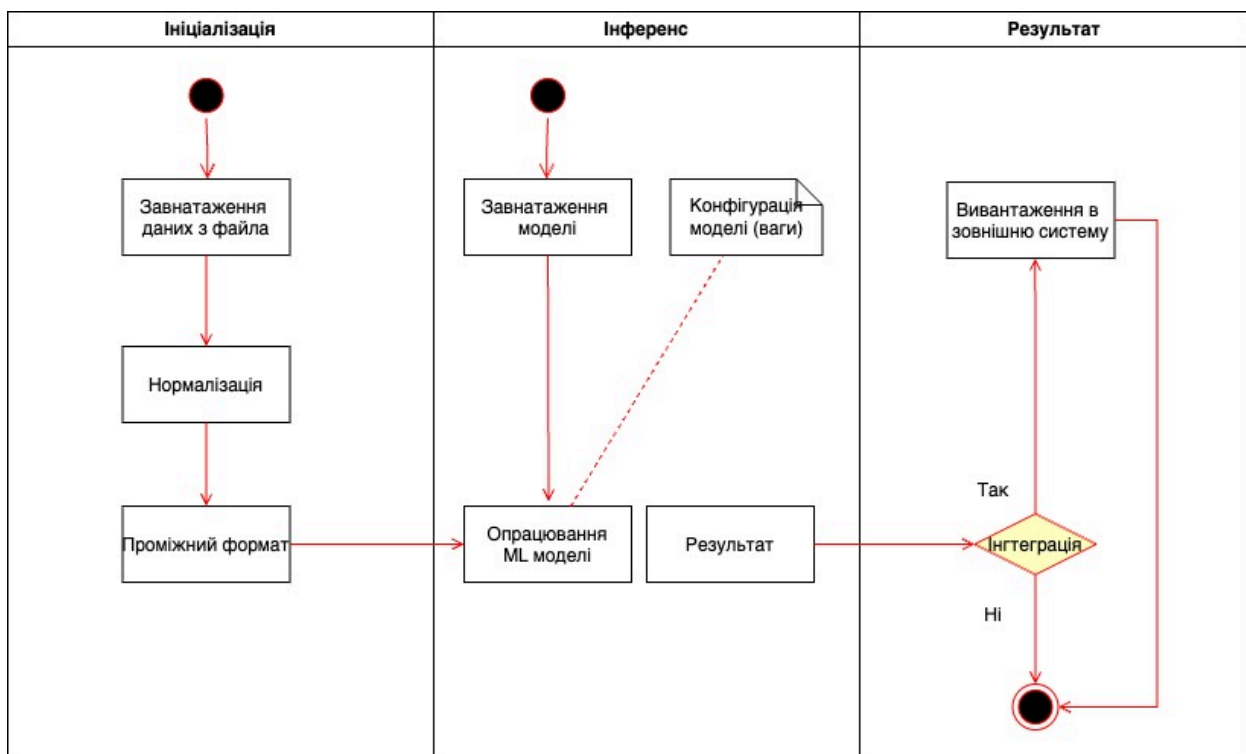 Ініціалізація
Інференс
Результат
Завнатаження
даних з файла
Завнатаження
моделі
Конфігурація
моделі (ваги)
Вивантаження в
зовнішню систему
Нормалізація
Проміжний формат
Опрацювання
ML моделі
Результат
Так
Інгтеграція
Ні